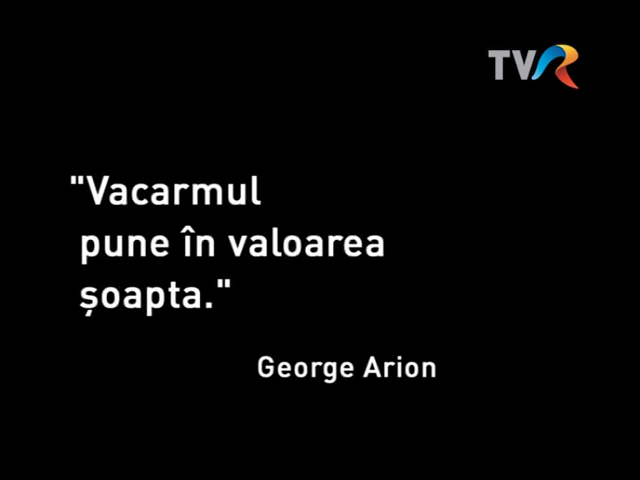 TVR
"Vacarmul
pune în valoarea
șoapta."
George Arion